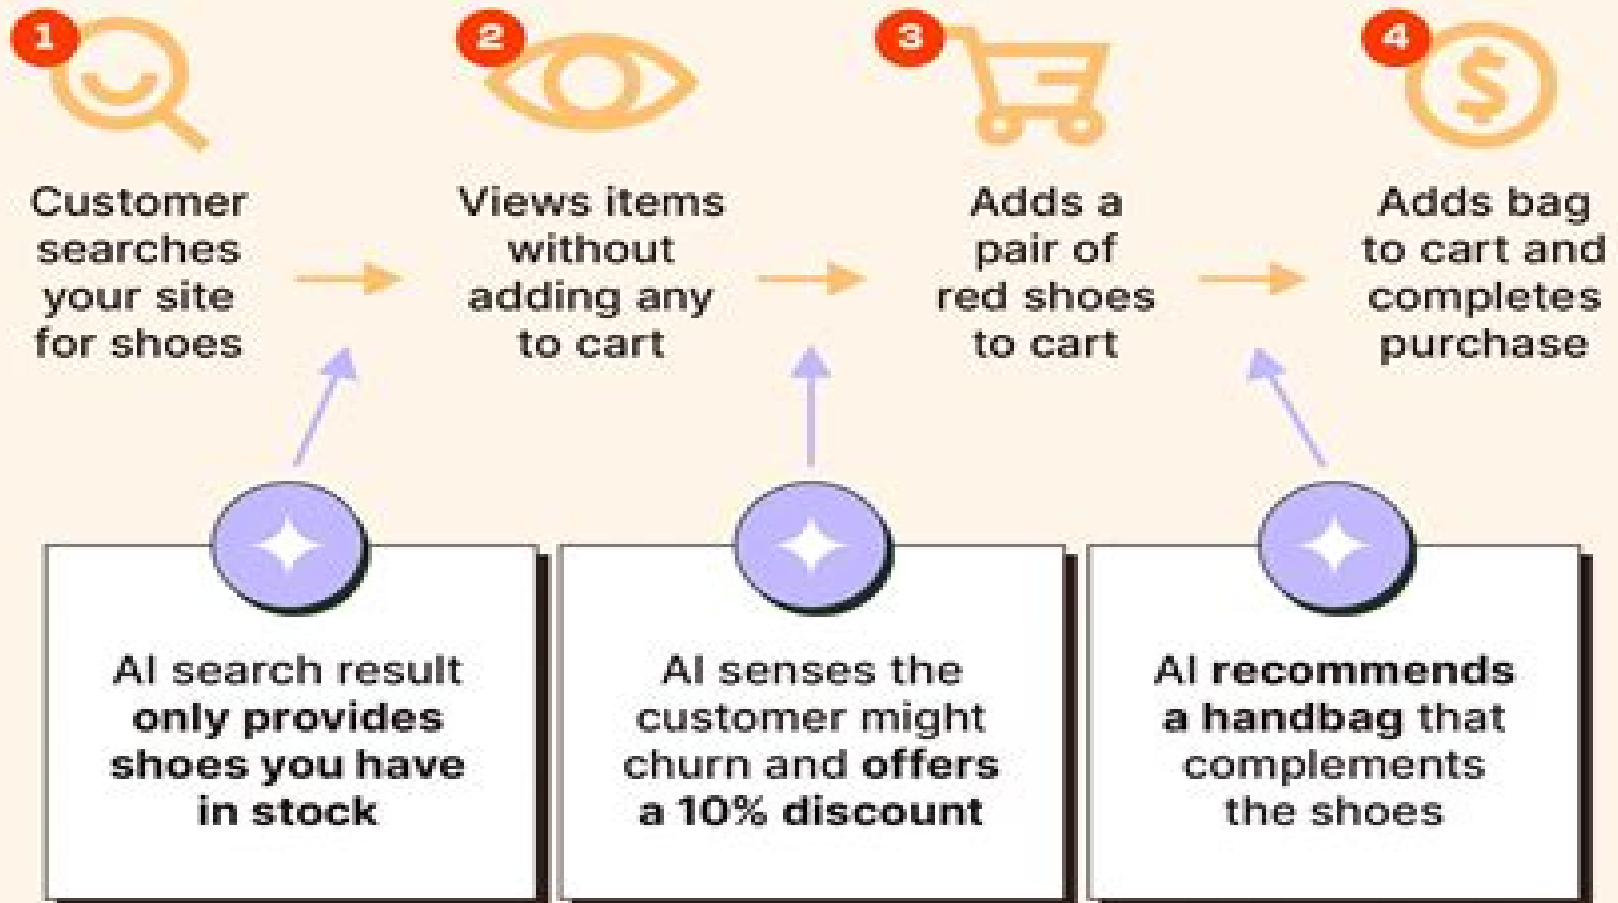 1
Customer
searches
your site
for shoes
2
Views items
without
adding any
to cart
3
Adds a
pair of
red shoes
to cart
4
$
Adds bag
to cart and
completes
purchase
AI search result
only provides
shoes you have
in stock
AI senses the
customer might
churn and offers
a 10% discount
AI recommends
a handbag that
complements
the shoes